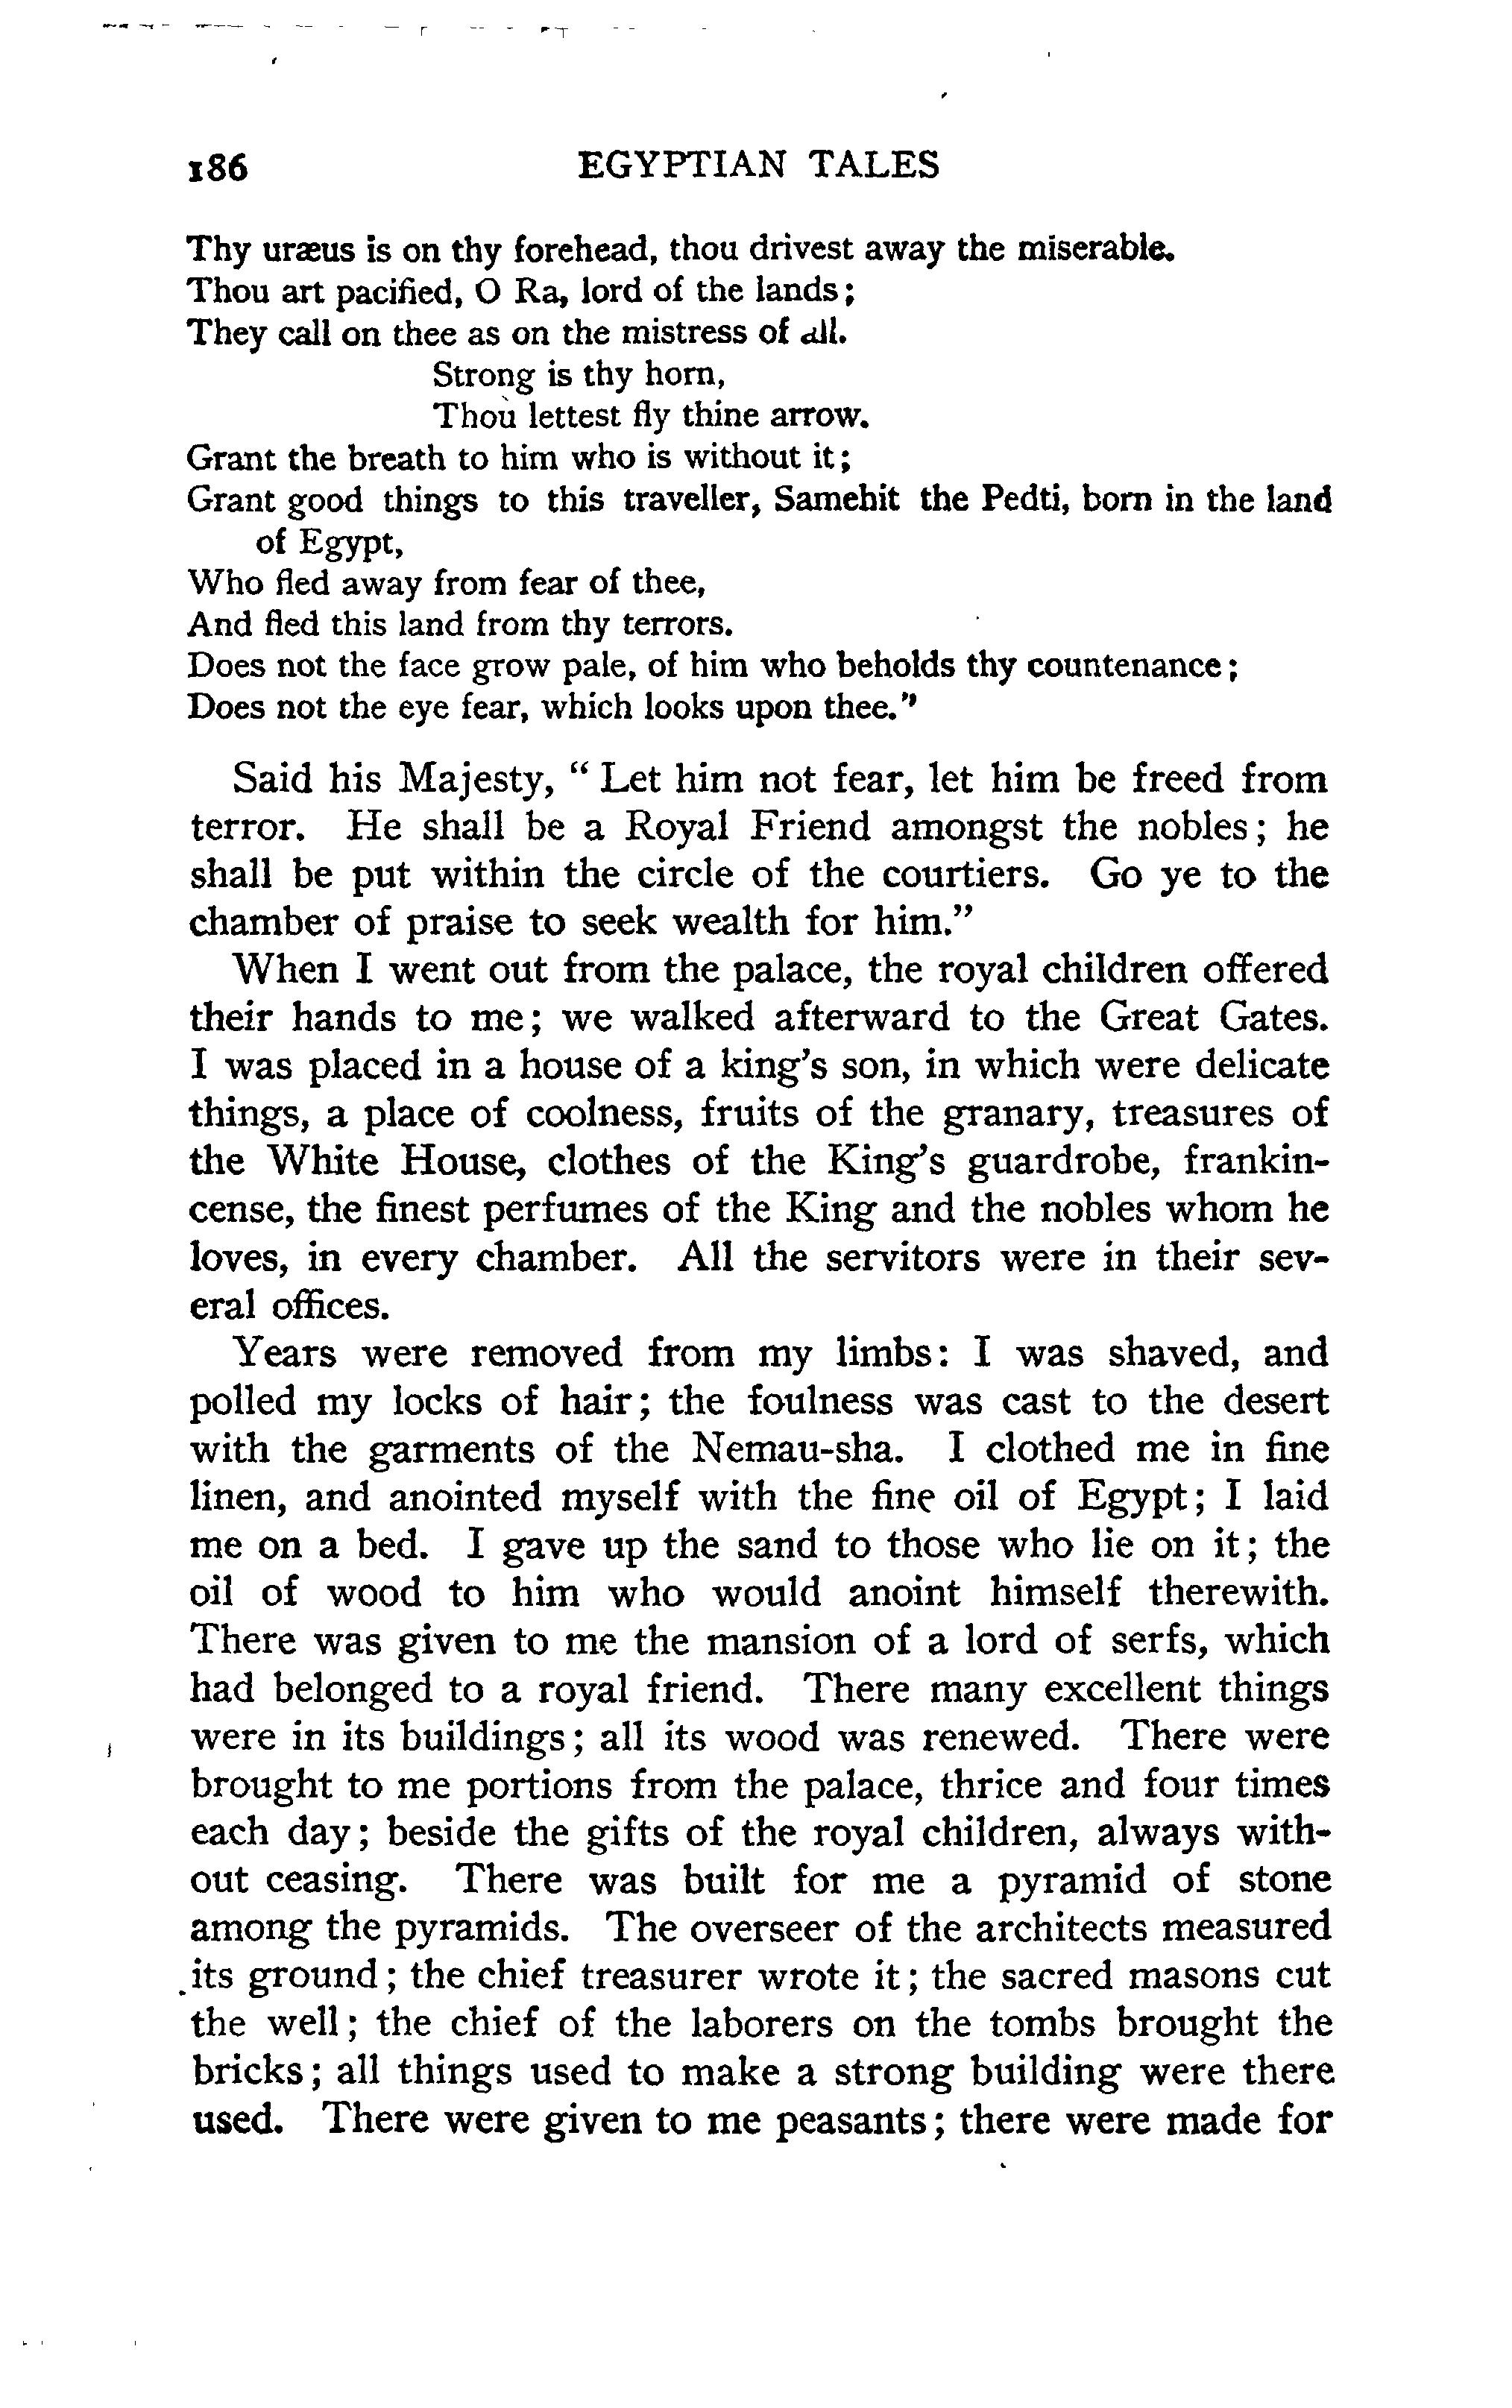 186 EGYPTIAN TALES
Thy uræus is on thy forehead, thou drivest away the miserable.
Thou art pacified, O Ra, lord of the lands;
They call on thee as on the mistress of all.
Strong is thy horn,
Thou lettest fly thine arrow.
Grant the breath to him who is without it;
Grant good things to this traveller, Samehit the Pedti, born in the land
of Egypt,
Who fled away from fear of thee,
And fled this land from thy terrors.
Does not the face grow pale, of him who beholds thy countenance;
Does not the eye fear, which looks upon thee."
Said his Majesty, "Let him not fear, let him be freed from
terror. He shall be a Royal Friend amongst the nobles; he
shall be put within the circle of the courtiers. Go ye to the
chamber of praise to seek wealth for him."
When I went out from the palace, the royal children offered
their hands to me; we walked afterward to the Great Gates.
I was placed in a house of a king's son, in which were delicate
things, a place of coolness, fruits of the granary, treasures of
the White House, clothes of the King's guardrobe, frankin-
cense, the finest perfumes of the King and the nobles whom he
loves, in every chamber. All the servitors were in their sev-
eral offices.
Years were removed from my limbs: I was shaved, and
polled my locks of hair; the foulness was cast to the desert
with the garments of the Nemau-sha. I clothed me in fine
linen, and anointed myself with the fine oil of Egypt; I laid
me on a bed. I gave up the sand to those who lie on it; the
oil of wood to him who would anoint himself therewith.
There was given to me the mansion of a lord of serfs, which
had belonged to a royal friend. There many excellent things
were in its buildings; all its wood was renewed. There were
brought to me portions from the palace, thrice and four times
each day; beside the gifts of the royal children, always with-
out ceasing. There was built for me a pyramid of stone
among the pyramids. The overseer of the architects measured
its ground; the chief treasurer wrote it; the sacred masons cut
the well; the chief of the laborers on the tombs brought the
bricks; all things used to make a strong building were there
used. There were given to me peasants; there were made for